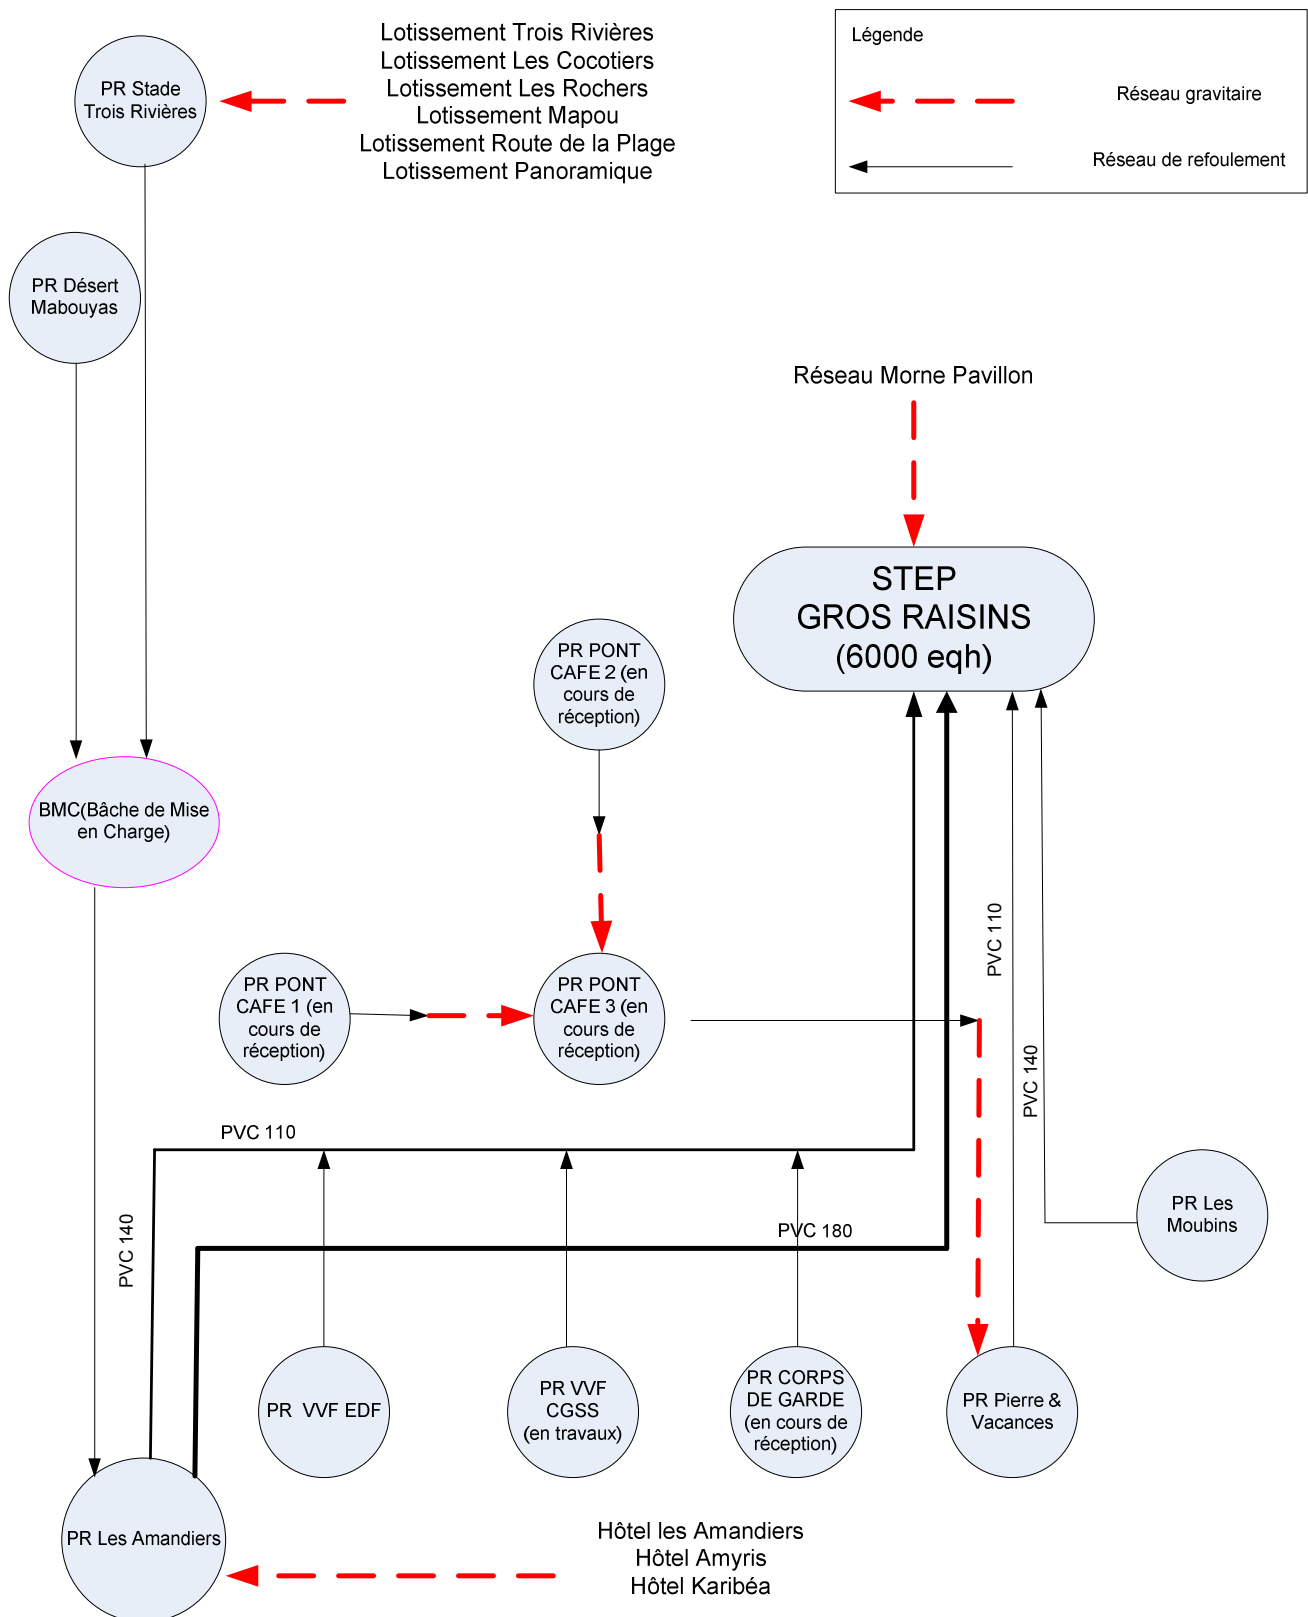 Lotissement Trois Rivières
Lotissement Les Cocotiers
Lotissement Les Rochers
Lotissement Mapou
Lotissement Route de la Plage
Lotissement Panoramique
Légende
Réseau gravitaire
Réseau de refoulement
PR Stade
Trois Rivières
PR Désert
Mabouyas
Réseau Morne Pavillon
STEP
GROS RAISINS
(6000 eqh)
PR PONT
CAFE 2 (en
cours de
réception)
BMC(Bâche de Mise
en Charge)
PR PONT
CAFE 1 (en
cours de
réception)
PR PONT
CAFE 3 (en
cours de
réception)
PVC 110
PVC 140
PVC 110
PVC 140
PVC 180
PR Les
Moubins
PR  VVF EDF
PR VVF
CGSS
(en travaux)
PR CORPS
DE GARDE
(en cours de
réception)
PR Pierre &
Vacances
PR Les Amandiers
Hôtel les Amandiers
Hôtel Amyris
Hôtel Karibéa